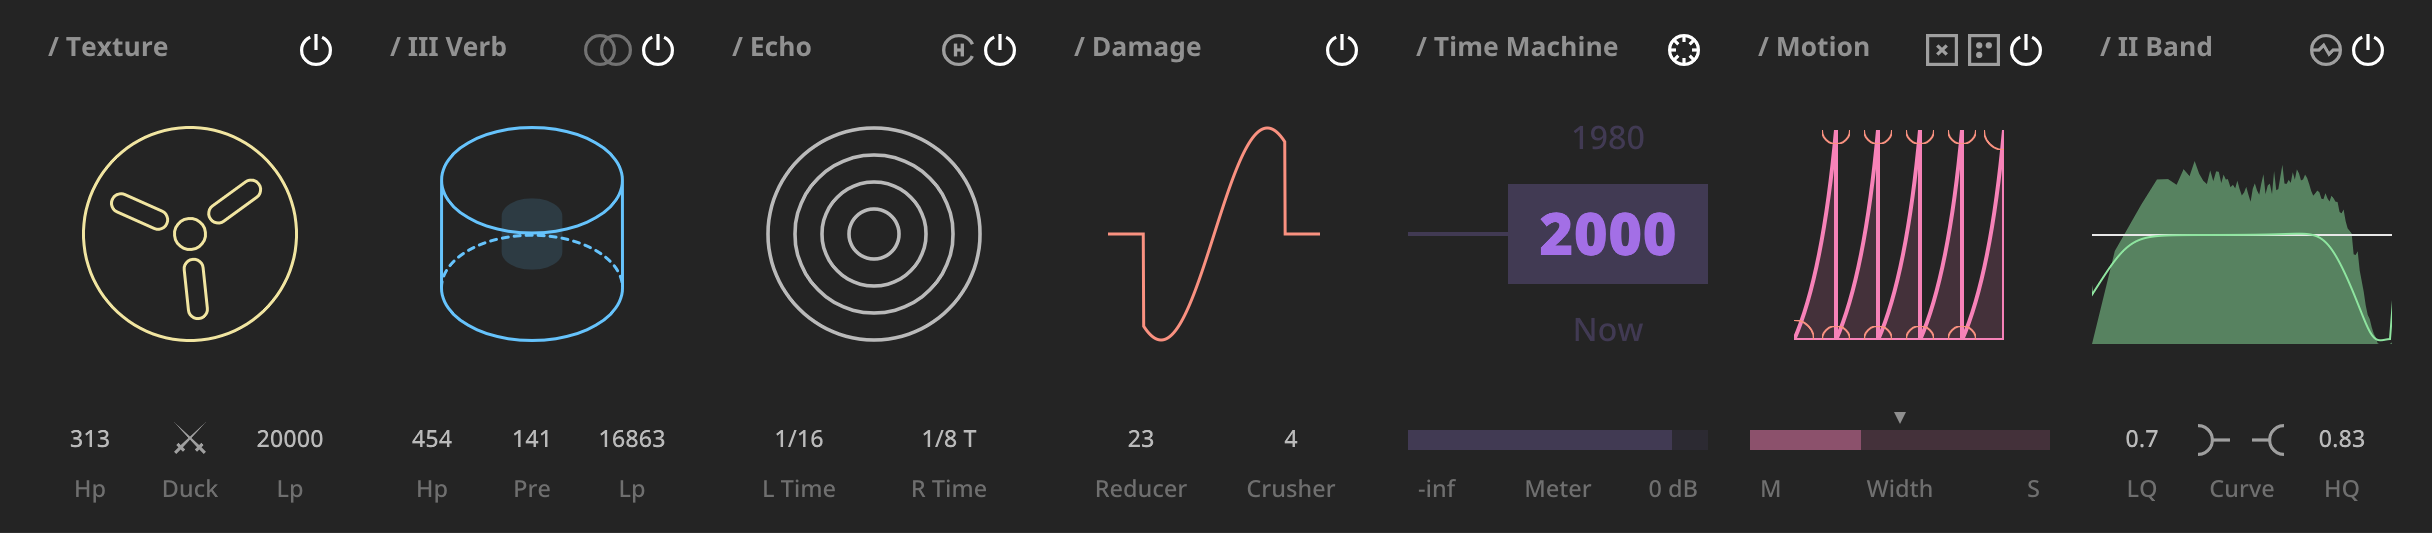 / Texture
/ III Verb
/ Echo
/ Damage
/ Time Machine
/ Motion
/ II Band
1980
2000
Now
313
20000
454
141
16863
1/16
1/8 T
23
4
0.7
0.83
Hp
Duck
Lp
Hp
Pre
Lp
L Time
R Time
Reducer
Crusher
-inf
Meter
0 dB
M
Width
S
LQ
Curve
HQ